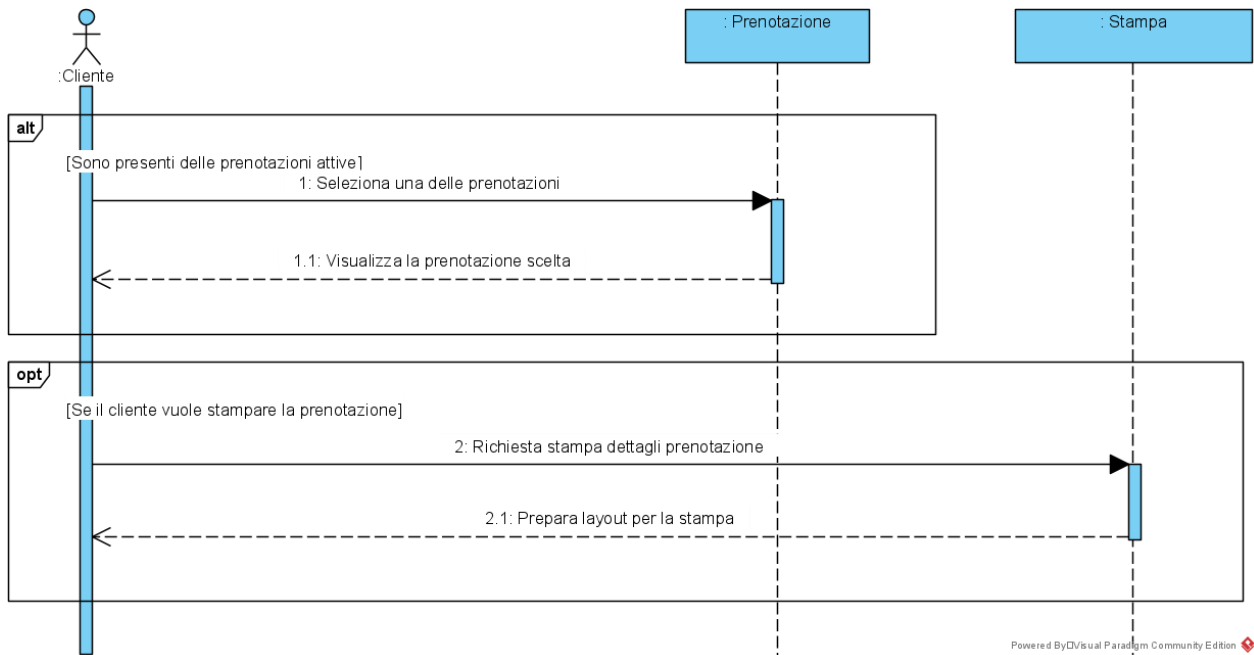 : Prenotazione
: Stampa
:Cliente
alt
[Sono presenti delle prenotazioni attive]
1: Seleziona una delle prenotazioni
1.1: Visualizza la prenotazione scelta
opt
[Se il cliente vuole stampare la prenotazione]
2: Richiesta stampa dettagli prenotazione
2.1: Prepara layout per la stampa
Powered By□Visual Paradigm Community Edition